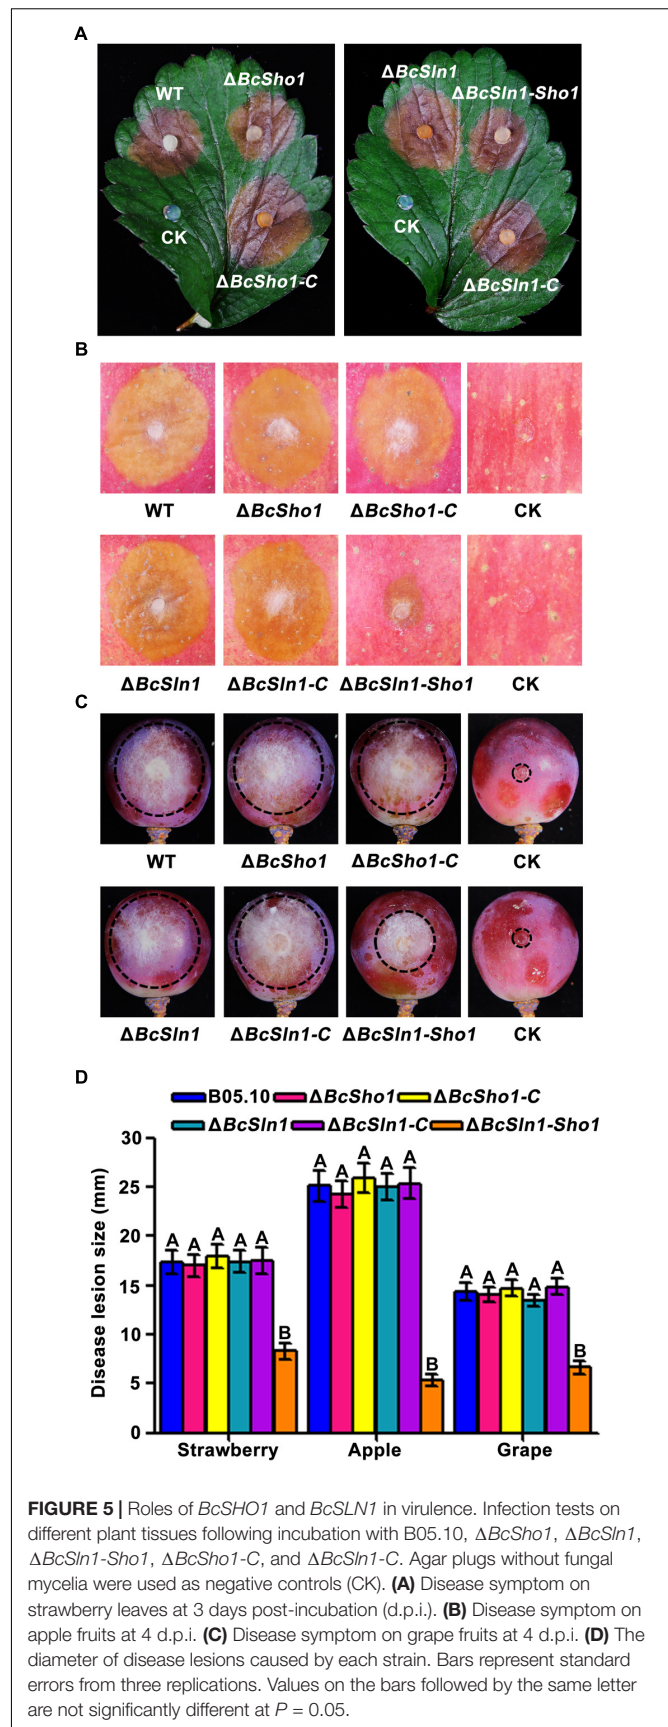 A
WT
ΔBcSho1
CK
ΔBcSho1-C
ΔBcSln1
ΔBcSln1-Sho1
CK
ΔBcSln1-C
B
WT ΔBcSho1 ΔBcSho1-C CK
ΔBcSln1 ΔBcSln1-C ΔBcSln1-Sho1 CK
C
WT ΔBcSho1 ΔBcSho1-C CK
ΔBcSln1 ΔBcSln1-C ΔBcSln1-Sho1 CK
D
B05.10 ΔBcSho1 ΔBcSho1-C
ΔBcSln1 ΔBcSln1-C ΔBcSln1-Sho1
Disease lesion size (mm)
30
25
20
15
10
5
0
A A A A A B
A A A A A B
A A A A A B
Strawberry Apple Grape
FIGURE 5 | Roles of BcSHO1 and BcSLN1 in virulence. Infection tests on
different plant tissues following incubation with B05.10, ΔBcSho1, ΔBcSln1,
ΔBcSln1-Sho1, ΔBcSho1-C, and ΔBcSln1-C. Agar plugs without fungal
mycelia were used as negative controls (CK). (A) Disease symptom on
strawberry leaves at 3 days post-incubation (d.p.i.). (B) Disease symptom on
apple fruits at 4 d.p.i. (C) Disease symptom on grape fruits at 4 d.p.i. (D) The
diameter of disease lesions caused by each strain. Bars represent standard
errors from three replications. Values on the bars followed by the same letter
are not significantly different at P = 0.05.